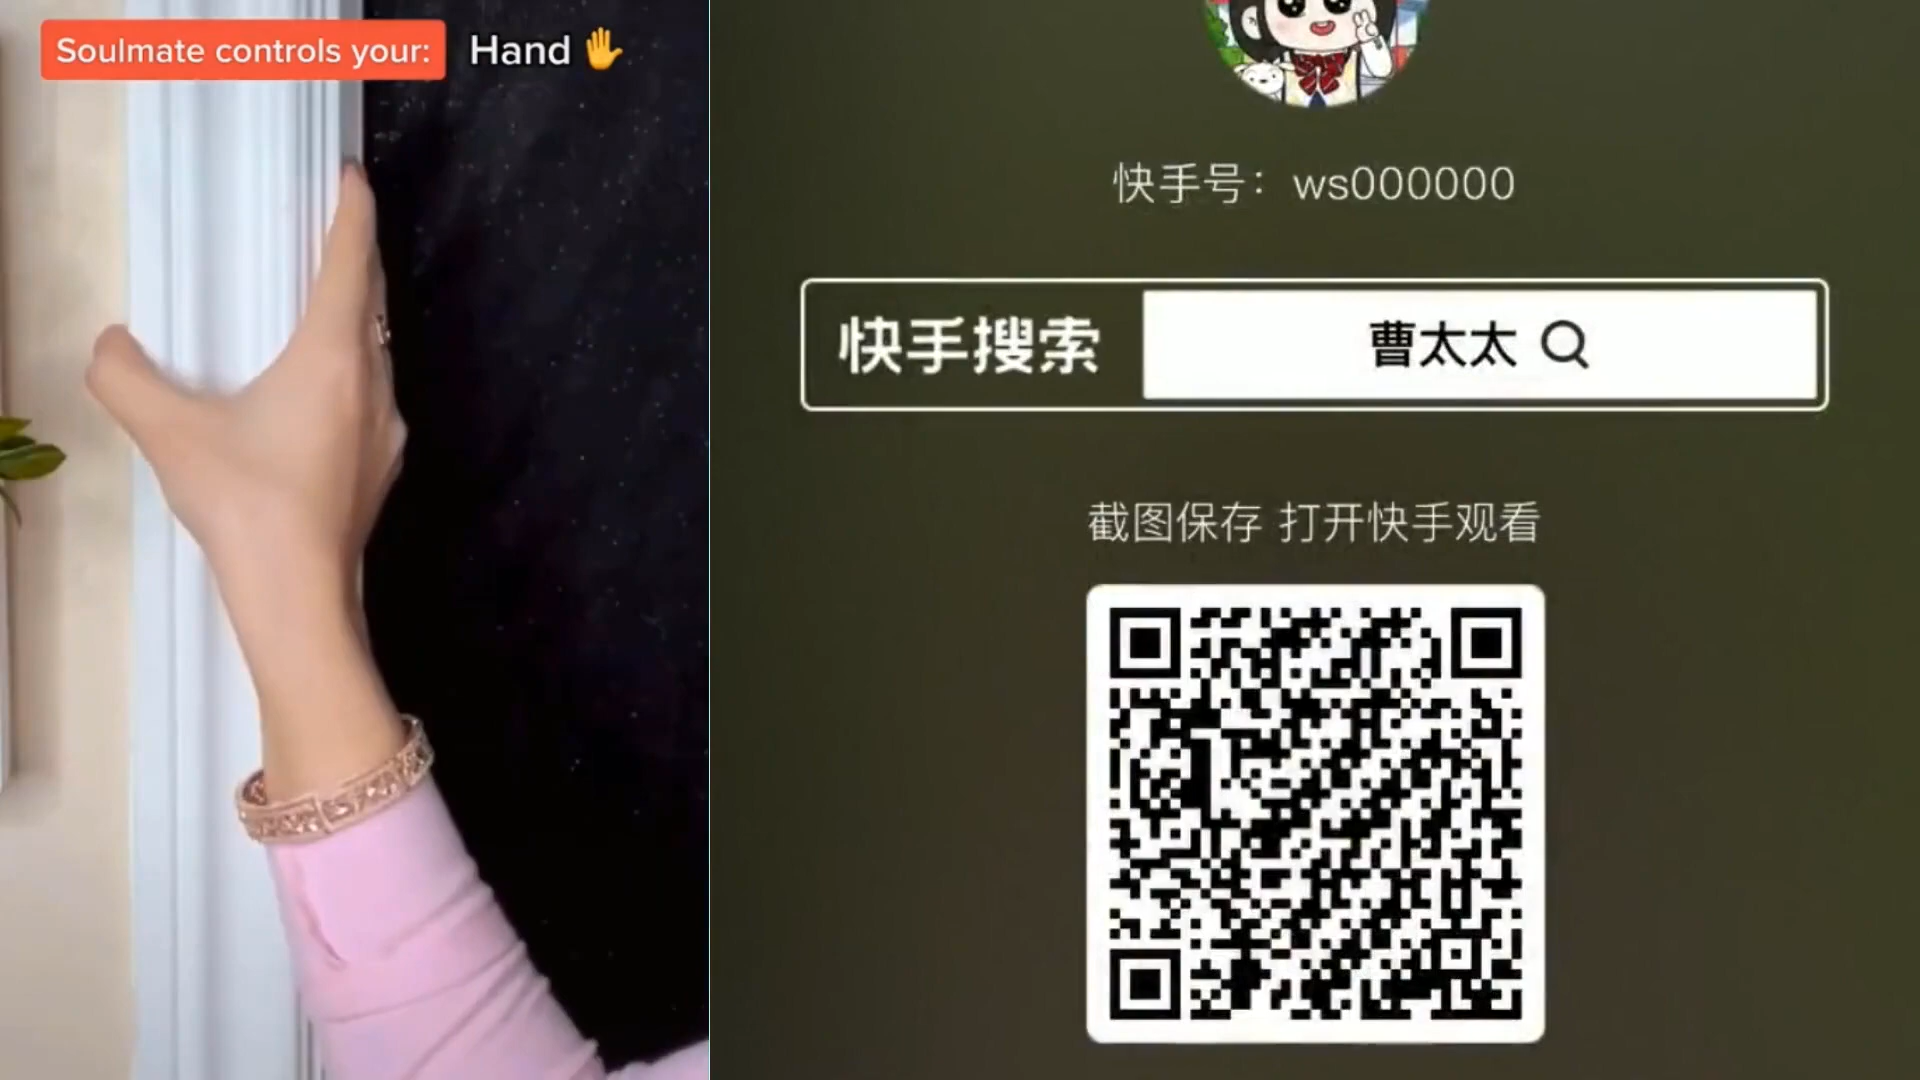 Soulmate controls your: Hand 🤚
快手号：ws000000
快手搜索 曹太太
截图保存 打开快手观看